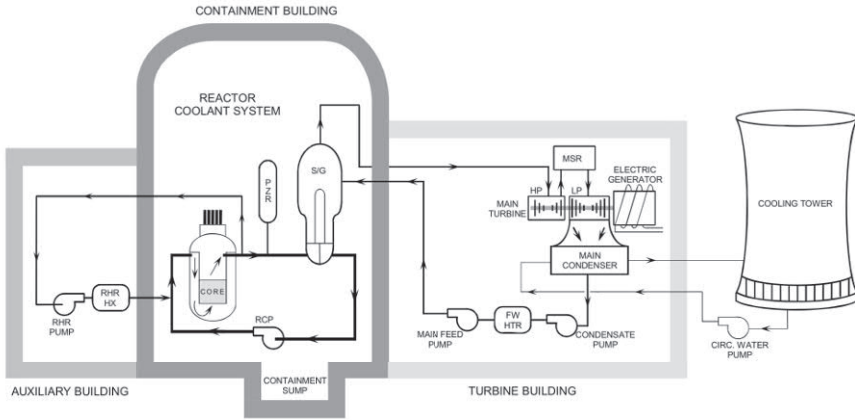 CONTAINMENT BUILDING
REACTOR
COOLANT SYSTEM
P
Z
R
S/G
MSR
ELECTRIC
GENERATOR
HP
LP
MAIN
TURBINE
COOLING TOWER
MAIN
CONDENSER
CORE
RHR
HX
RHR
PUMP
RCP
FW
HTR
MAIN FEED
PUMP
CONDENSATE
PUMP
CIRC. WATER
PUMP
CONTAINMENT
SUMP
AUXILIARY BUILDING
TURBINE BUILDING